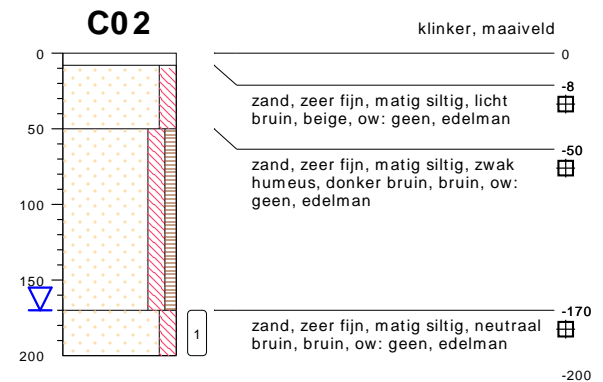 C02
klinker, maaiveld
0
0
-8
zand, zeer fijn, matig siltig, licht
bruin, beige, ow: geen, edelman
50
-50
zand, zeer fijn, matig siltig, zwak
humeus, donker bruin, bruin, ow:
geen, edelman
100
150
-170
1
zand, zeer fijn, matig siltig, neutraal
bruin, bruin, ow: geen, edelman
200
-200